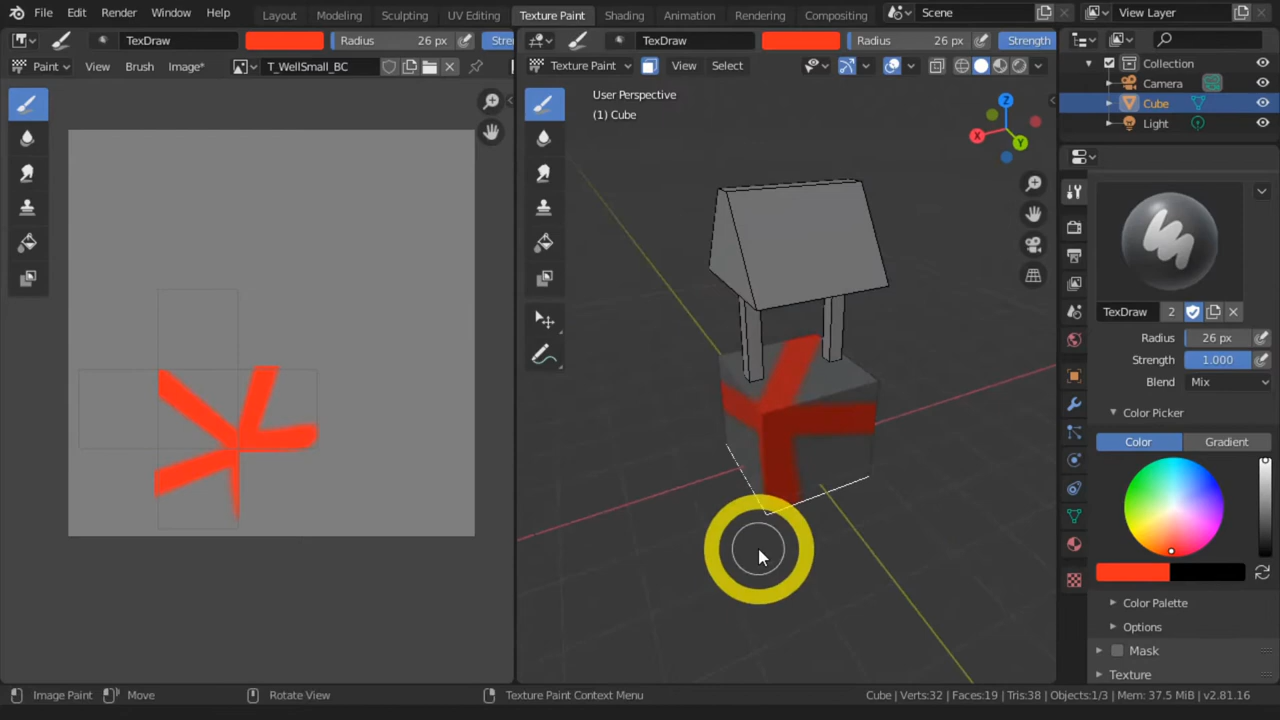 File Edit Render Window Help Layout Modeling Sculpting UV Editing Texture Paint Shading Animation Rendering Compositing Scene View Layer
TexDraw Radius 26 px TexDraw Radius 26 px Strength
Paint View Brush Image* T_WellSmall_BC Texture Paint View Select
Collection
Camera
Cube
Light
User Perspective
(1) Cube
Z
X
Y
TexDraw 2
Radius 26 px
Strength 1.000
Blend Mix
Color Picker
Color Gradient
Color Palette
Options
Mask
Texture
Image Paint Move Rotate View Texture Paint Context Menu Cube | Verts:32 | Faces:19 | Tris:38 | Objects:1/3 | Mem: 37.5 MiB | v2.81.16